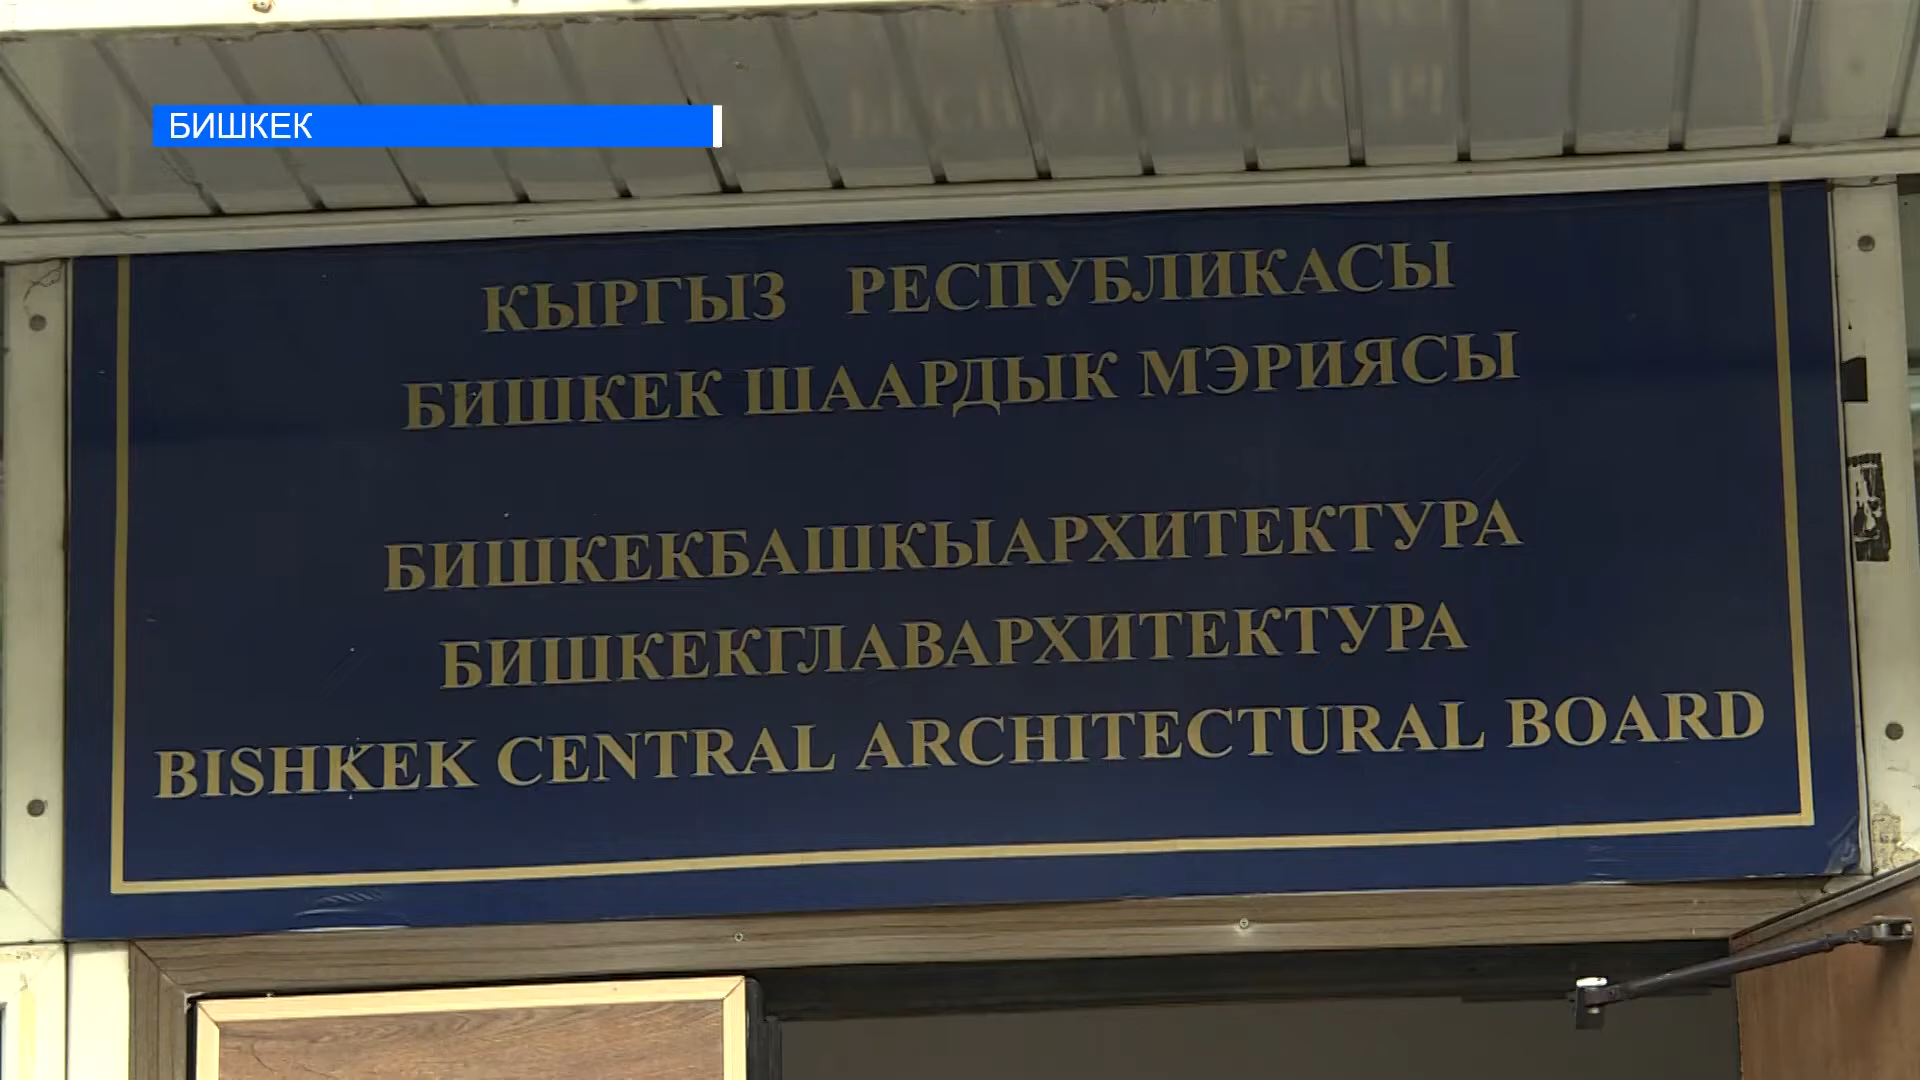 БИШКЕК
КЫРГЫЗ РЕСПУБЛИКАСЫ
БИШКЕК ШААРДЫК МЭРИЯСЫ
БИШКЕКБАШКЫАРХИТЕКТУРА
БИШКЕКГЛАВАРХИТЕКТУРА
BISHKEK CENTRAL ARCHITECTURAL BOARD